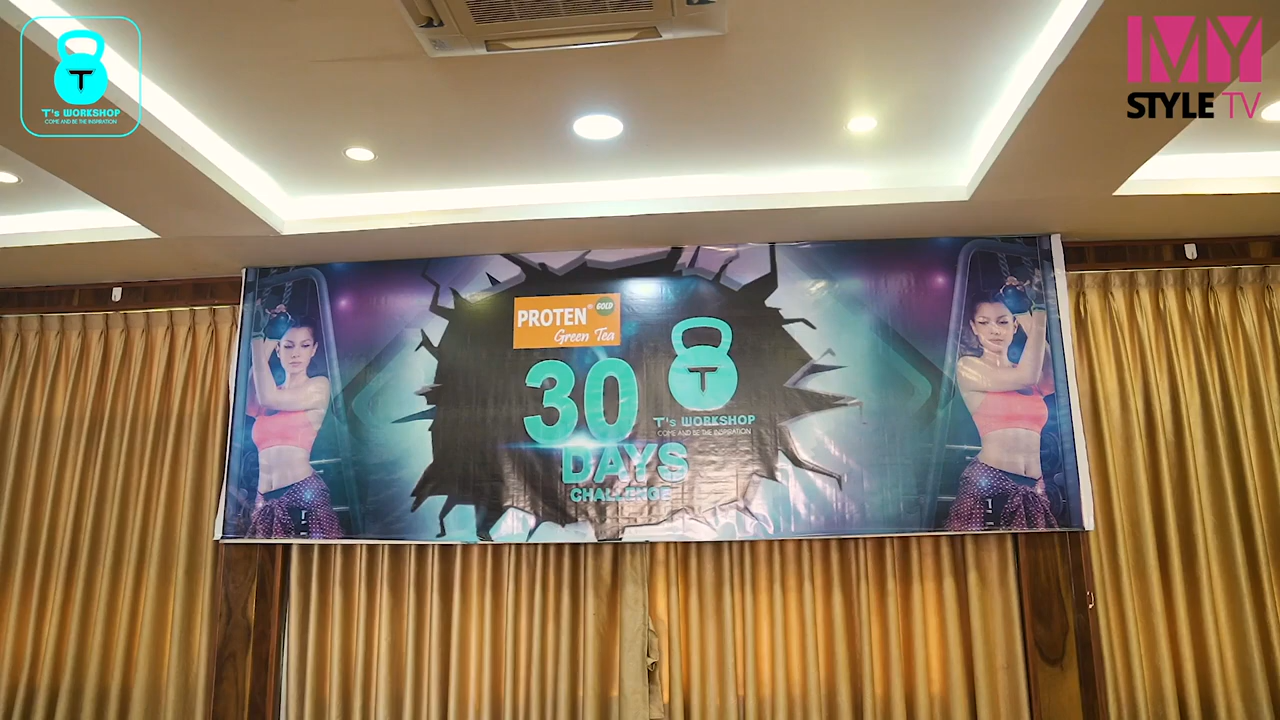 T
T's WORKSHOP
COME AND BE THE INSPIRATION
MY
STYLE TV
PROTEN GOLD
Green Tea
30
DAYS
CHALLENGE
T
T's WORKSHOP
COME AND BE THE INSPIRATION